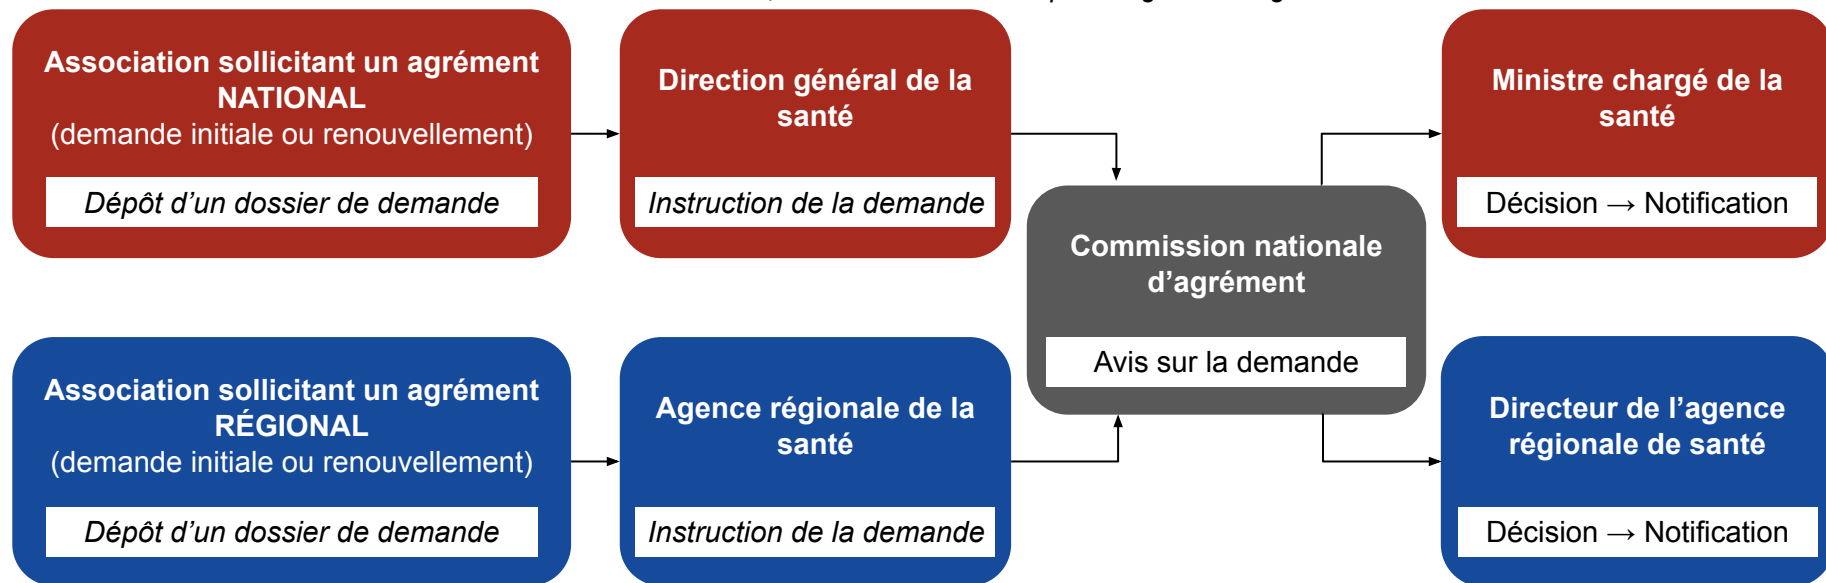 Association sollicitant un agrément
NATIONAL
(demande initiale ou renouvellement)
Dépôt d’un dossier de demande
Direction général de la
santé
Instruction de la demande
Ministre chargé de la
santé
Décision → Notification
Commission nationale
d’agrément
Avis sur la demande
Association sollicitant un agrément
RÉGIONAL
(demande initiale ou renouvellement)
Dépôt d’un dossier de demande
Agence régionale de la
santé
Instruction de la demande
Directeur de l’agence
régionale de santé
Décision → Notification